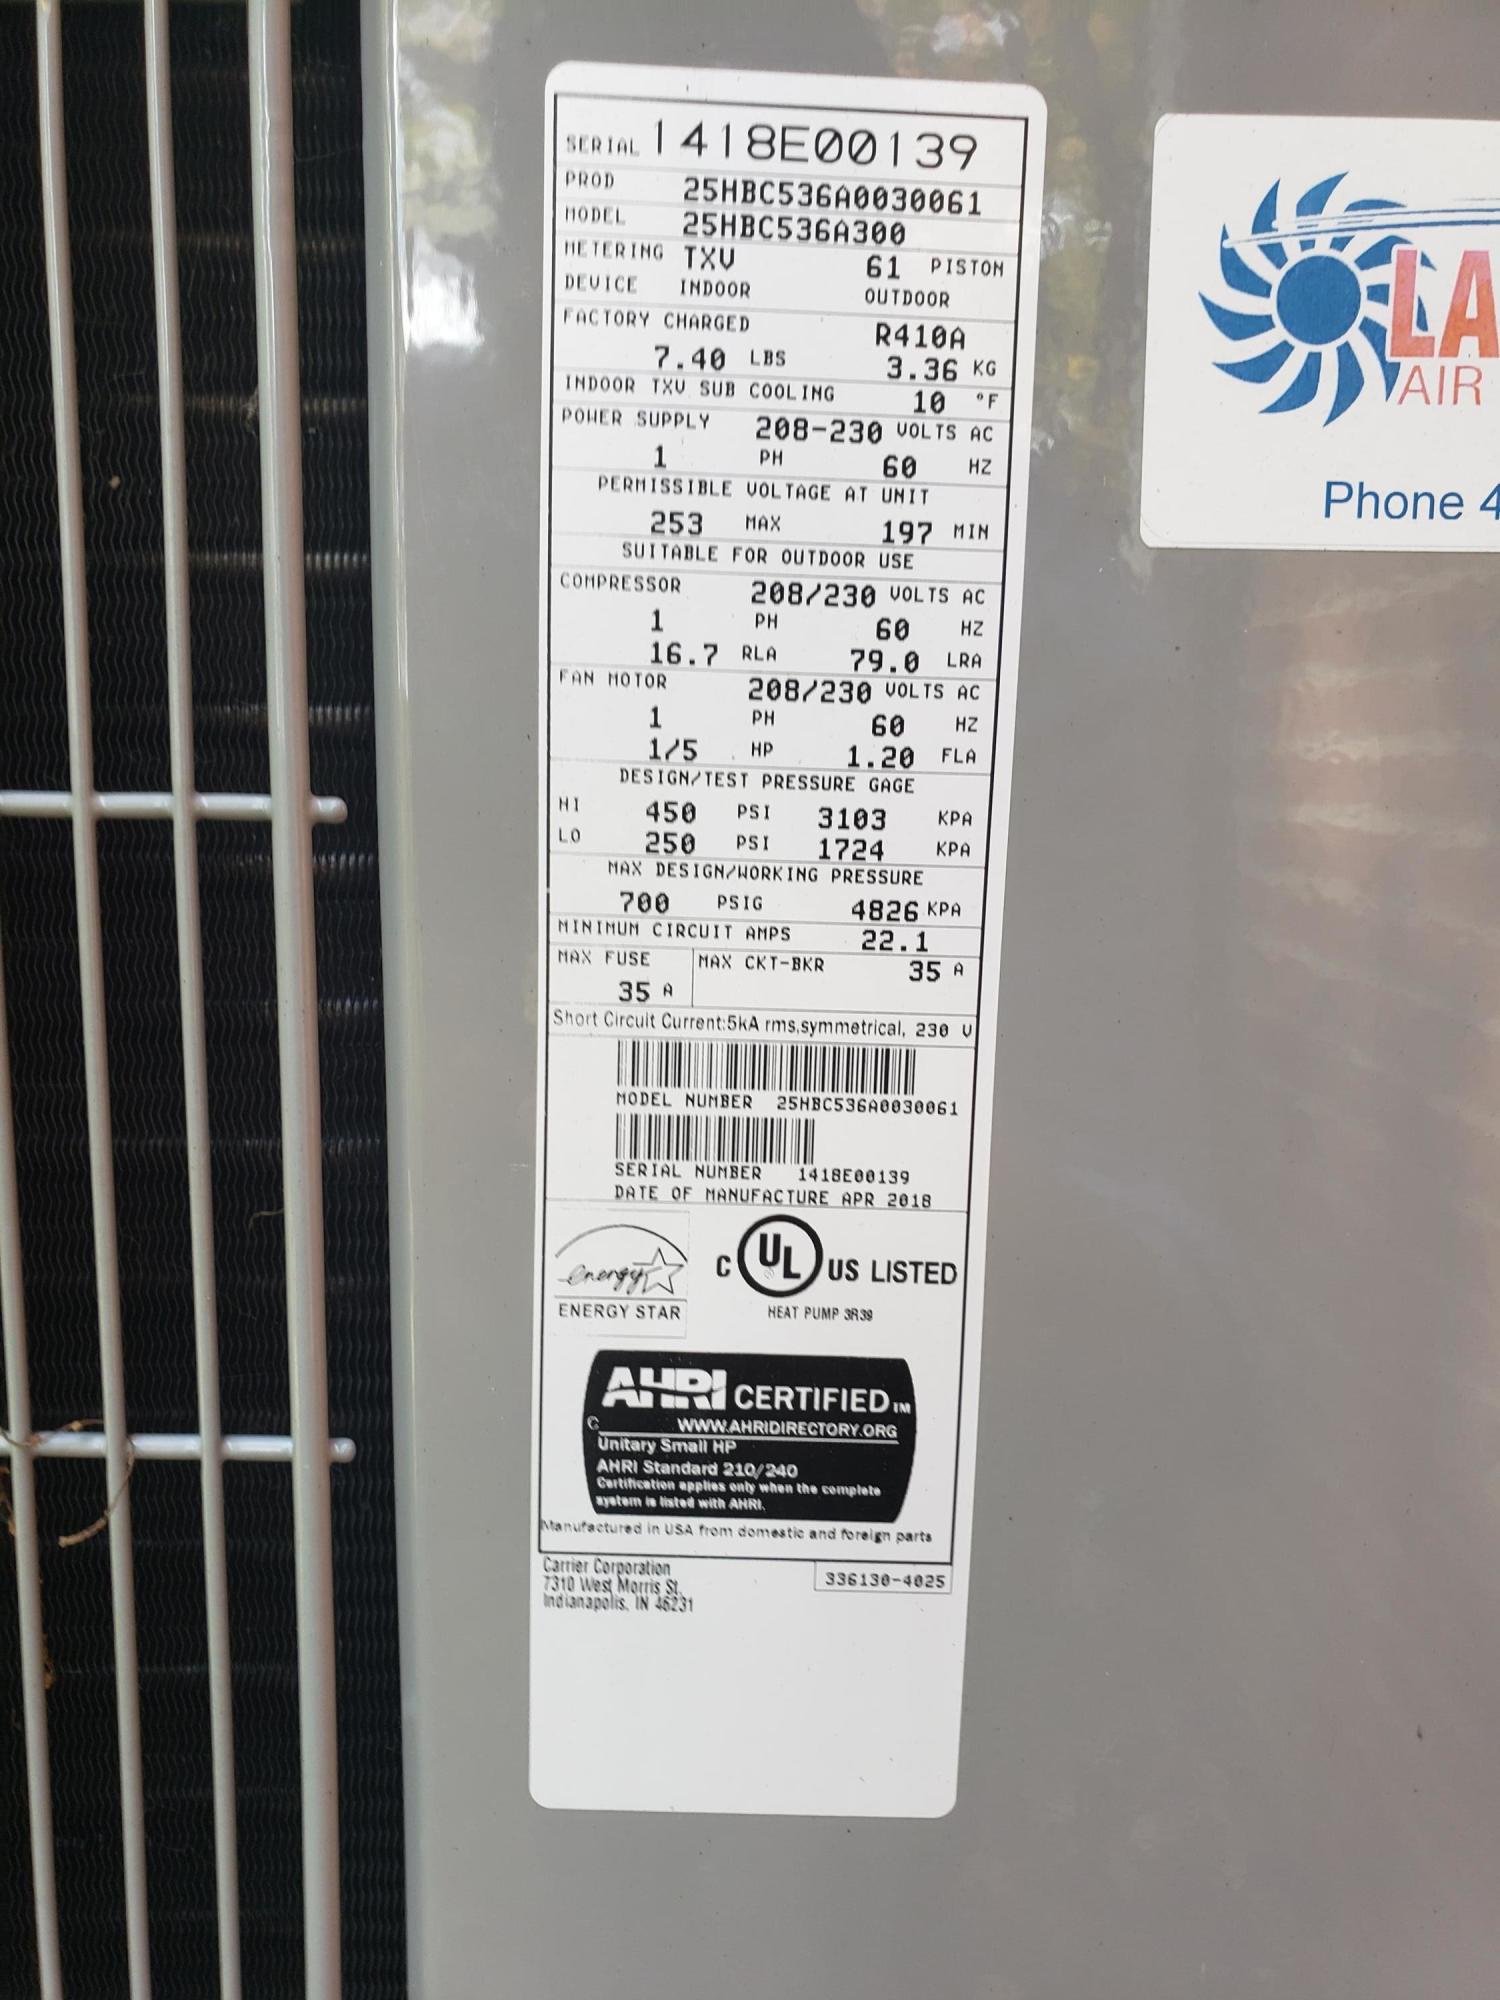 SERIAL 1418E00139
PROD 25HBC536A0030061
MODEL 25HBC536A300
METERING TXV 61 PISTON
DEVICE INDOOR OUTDOOR
FACTORY CHARGED R410A
7.40 LBS 3.36 KG
INDOOR TXV SUB COOLING 10 °F
POWER SUPPLY 208-230 VOLTS AC
1 PH 60 HZ
PERMISSIBLE VOLTAGE AT UNIT
253 MAX 197 MIN
SUITABLE FOR OUTDOOR USE
COMPRESSOR 208/230 VOLTS AC
1 PH 60 HZ
16.7 RLA 79.0 LRA
FAN MOTOR 208/230 VOLTS AC
1 PH 60 HZ
1/5 HP 1.20 FLA
DESIGN/TEST PRESSURE GAGE
HI 450 PSI 3103 KPA
LO 250 PSI 1724 KPA
MAX DESIGN/WORKING PRESSURE
700 PSIG 4826 KPA
MINIMUM CIRCUIT AMPS 22.1
MAX FUSE MAX CKT-BKR 35 A
35 A
Short Circuit Current:5kA rms,symmetrical, 230 V
MODEL NUMBER 25HBC536A0030061
SERIAL NUMBER 1418E00139
DATE OF MANUFACTURE APR 2018
energy
ENERGY STAR
C UL US LISTED
HEAT PUMP 3R39
AHRI CERTIFIED TM
C
WWW.AHRIDIRECTORY.ORG
Unitary Small HP
AHRI Standard 210/240
Certification applies only when the complete
system is listed with AHRI.
Manufactured in USA from domestic and foreign parts
Carrier Corporation
7310 West Morris St.
Indianapolis, IN 46231
336130-4025
LA
AIR
Phone 4